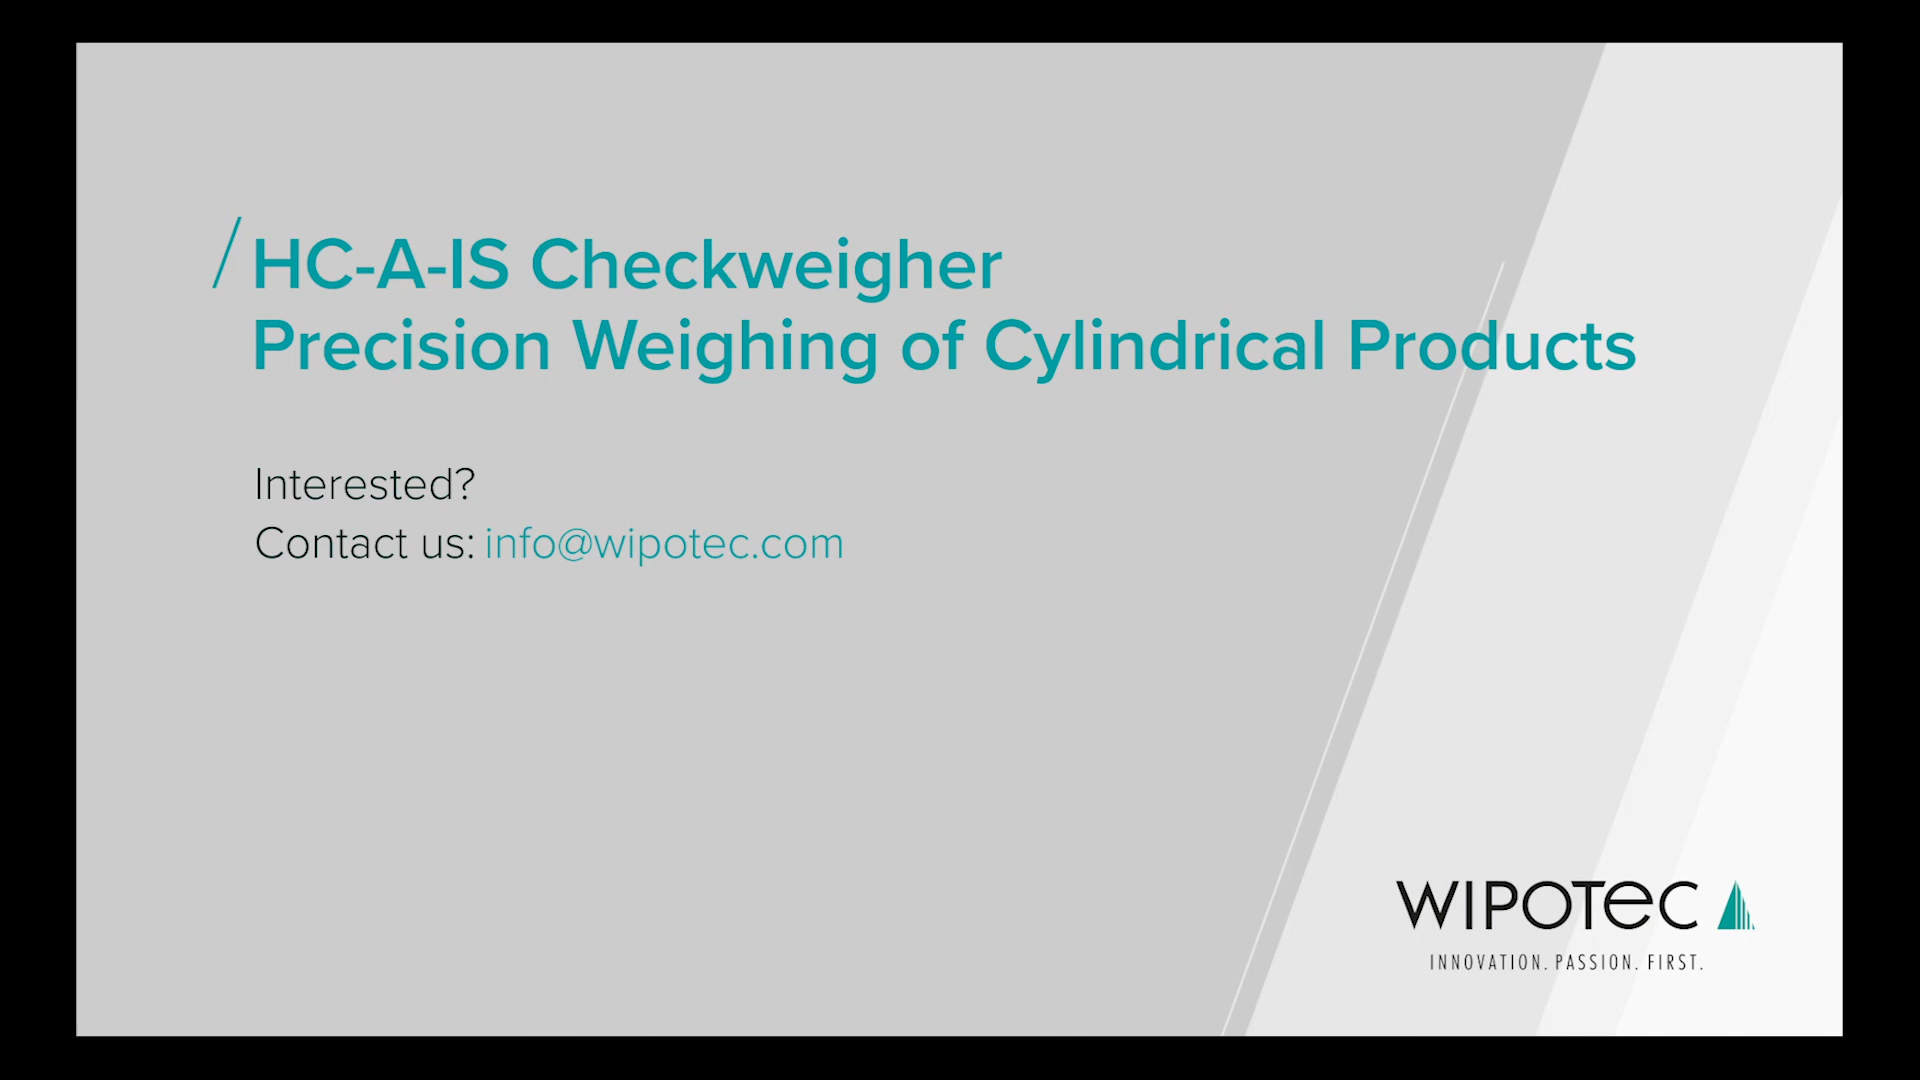 HC-A-IS Checkweigher
Precision Weighing of Cylindrical Products
Interested?
Contact us: info@wipotec.com
WIPOTEC
INNOVATION. PASSION. FIRST.